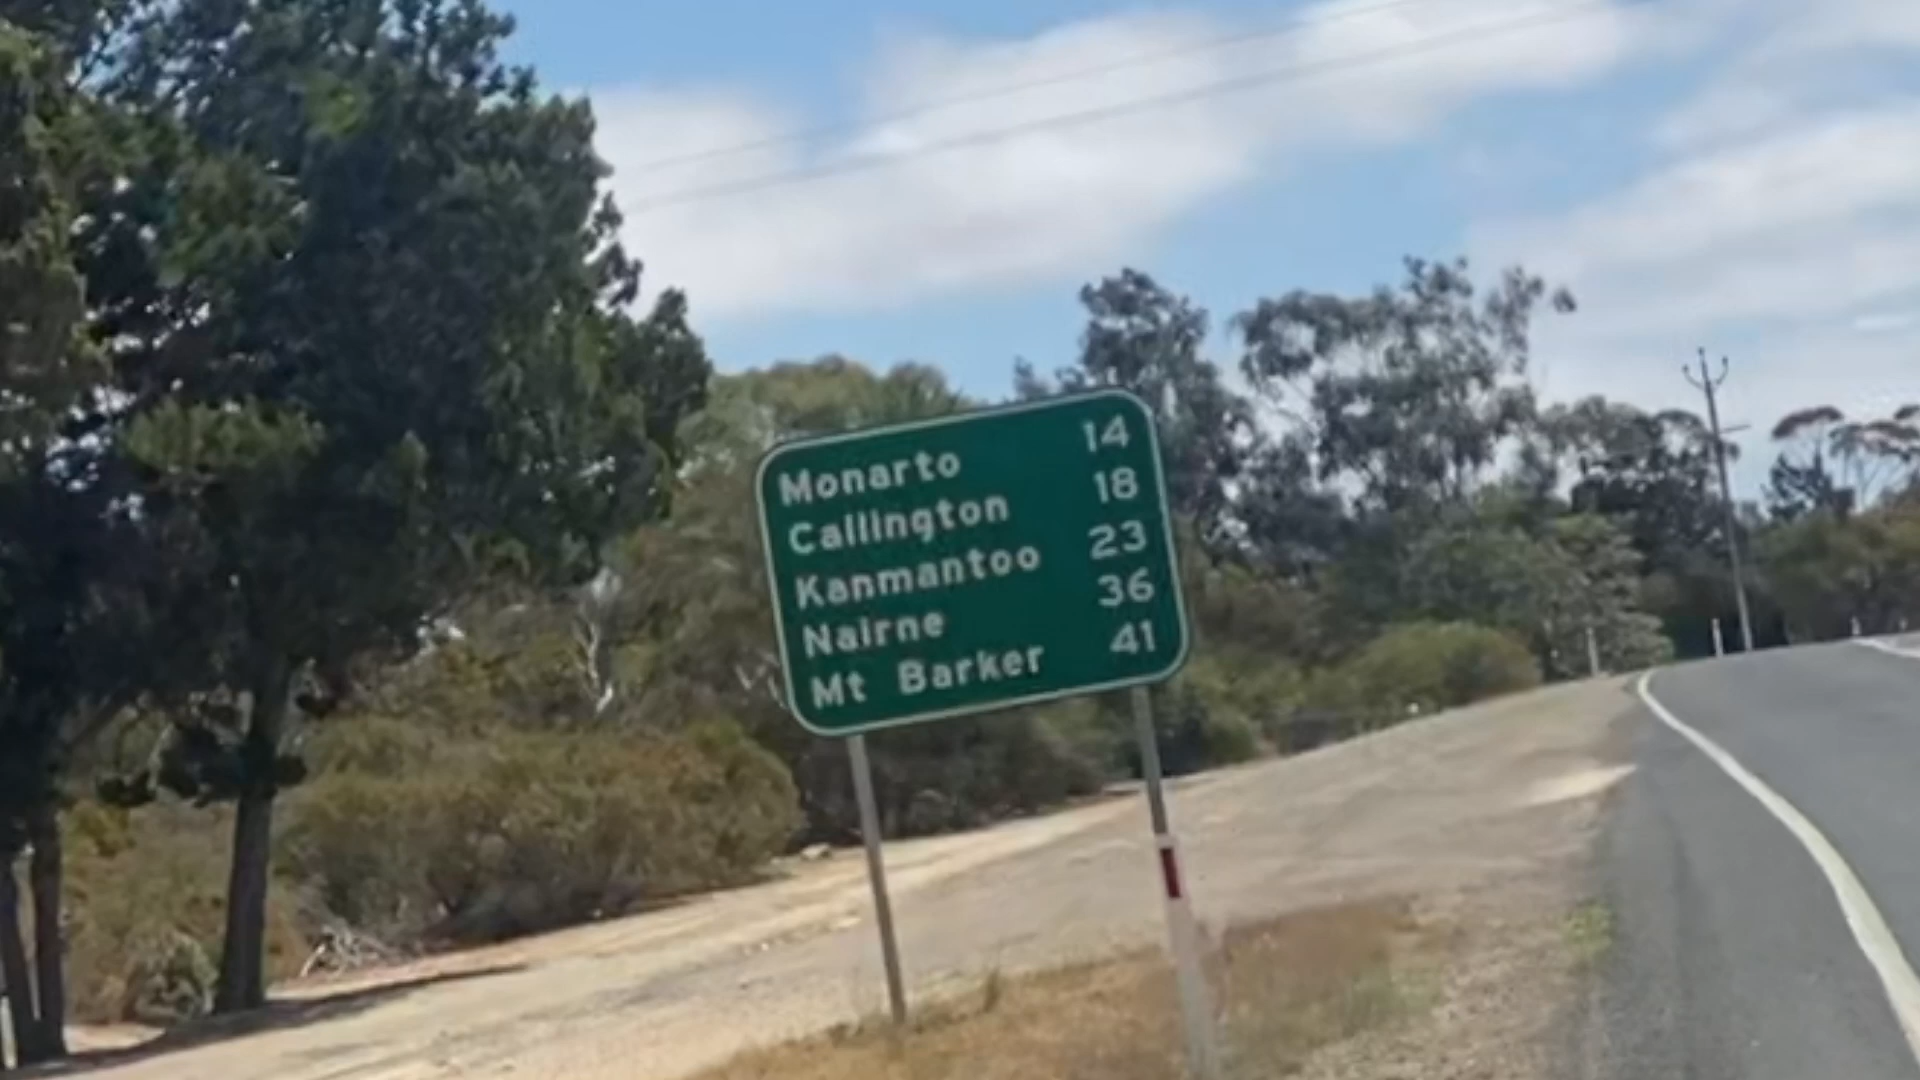 Monarto 14
Callington 18
Kanmantoo 23
Nairne 36
Mt Barker 41